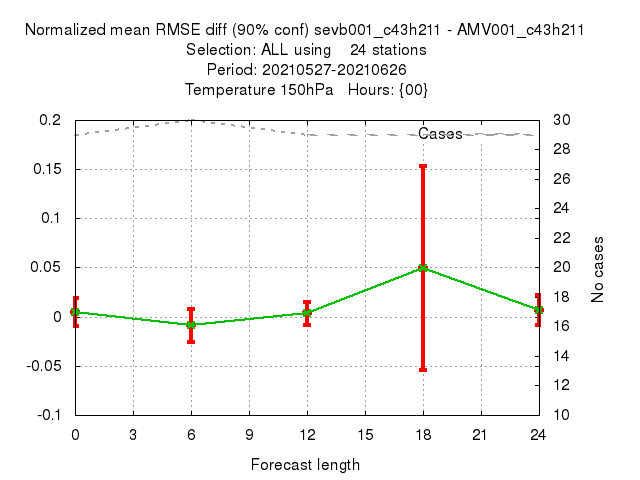 Normalized mean RMSE diff (90% conf) sevb001_c43h211 - AMV001_c43h211
Selection: ALL using 24 stations
Period: 20210527-20210626
Temperature 150hPa Hours: {00}
0.2
0.15
0.1
0.05
0
-0.05
-0.1
Cases
30
28
26
24
22
20
18
16
14
12
10
No cases
0 3 6 9 12 15 18 21 24
Forecast length